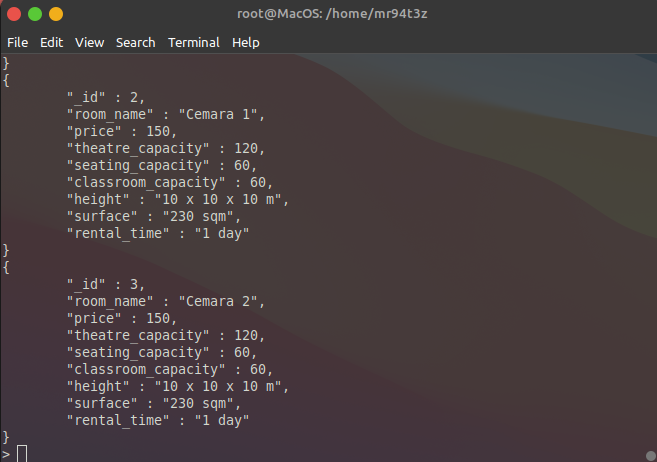 root@MacOS: /home/mr94t3z
File Edit View Search Terminal Help
}
{
"_id" : 2,
"room_name" : "Cemara 1",
"price" : 150,
"theatre_capacity" : 120,
"seating_capacity" : 60,
"classroom_capacity" : 60,
"height" : "10 x 10 x 10 m",
"surface" : "230 sqm",
"rental_time" : "1 day"
}
{
"_id" : 3,
"room_name" : "Cemara 2",
"price" : 150,
"theatre_capacity" : 120,
"seating_capacity" : 60,
"classroom_capacity" : 60,
"height" : "10 x 10 x 10 m",
"surface" : "230 sqm",
"rental_time" : "1 day"
}
>